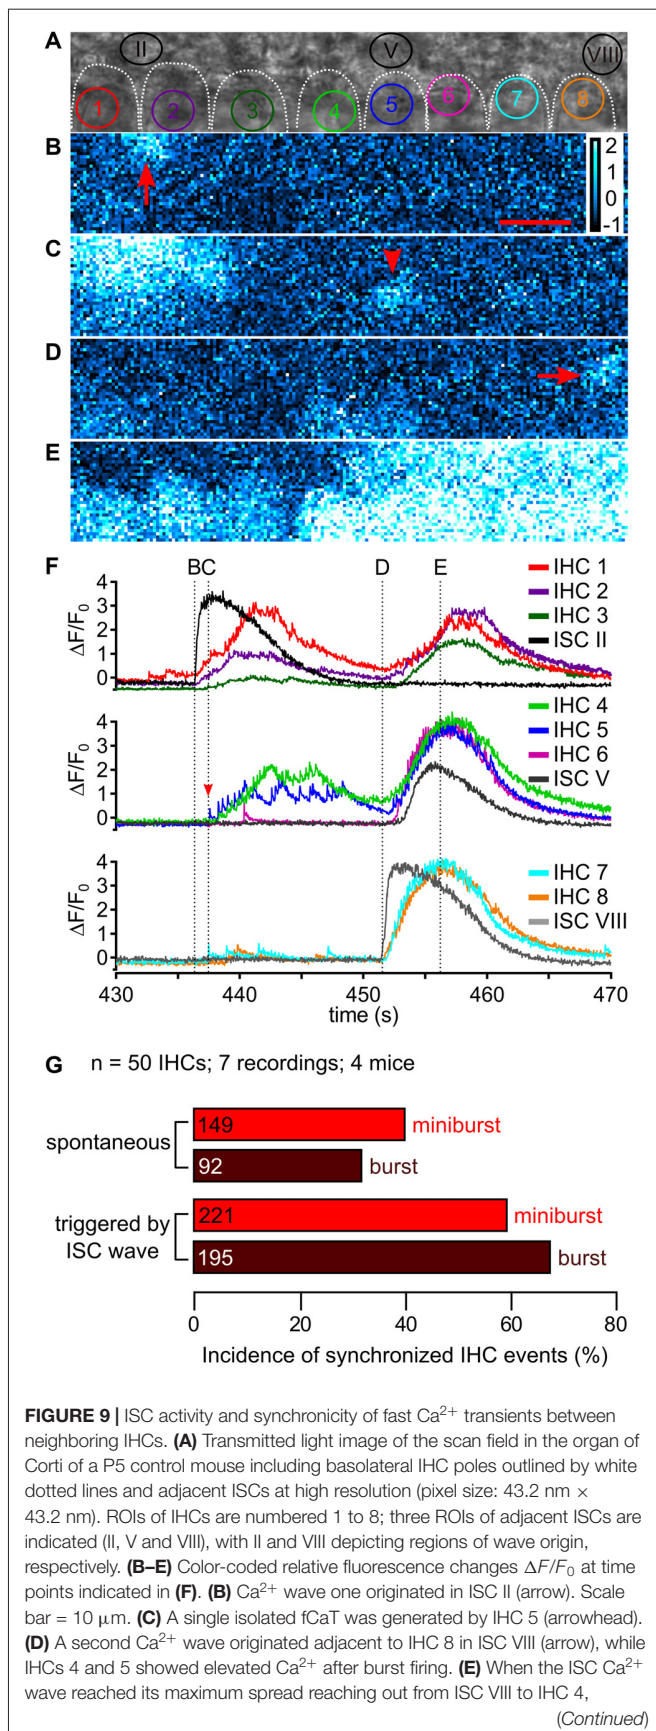 A
II
V
VIII
1
2
3
4
5
6
7
8
B
2
1
0
-1
C
D
E
F
B C D E
4
3
2
1
0
ΔF/F0
IHC 1
IHC 2
IHC 3
ISC II
4
3
2
1
0
ΔF/F0
IHC 4
IHC 5
IHC 6
ISC V
4
3
2
1
0
ΔF/F0
IHC 7
IHC 8
ISC VIII
430 440 450 460 470
time (s)
G n = 50 IHCs; 7 recordings; 4 mice
spontaneous
149 miniburst
92 burst
triggered by
ISC wave
221 miniburst
195 burst
0 20 40 60 80
Incidence of synchronized IHC events (%)
FIGURE 9 | ISC activity and synchronicity of fast Ca2+ transients between
neighboring IHCs. (A) Transmitted light image of the scan field in the organ of
Corti of a P5 control mouse including basolateral IHC poles outlined by white
dotted lines and adjacent ISCs at high resolution (pixel size: 43.2 nm ×
43.2 nm). ROIs of IHCs are numbered 1 to 8; three ROIs of adjacent ISCs are
indicated (II, V and VIII), with II and VIII depicting regions of wave origin,
respectively. (B–E) Color-coded relative fluorescence changes ΔF/F0 at time
points indicated in (F). (B) Ca2+ wave one originated in ISC II (arrow). Scale
bar = 10 μm. (C) A single isolated fCaT was generated by IHC 5 (arrowhead).
(D) A second Ca2+ wave originated adjacent to IHC 8 in ISC VIII (arrow), while
IHCs 4 and 5 showed elevated Ca2+ after burst firing. (E) When the ISC Ca2+
wave reached its maximum spread reaching out from ISC VIII to IHC 4,
(Continued)